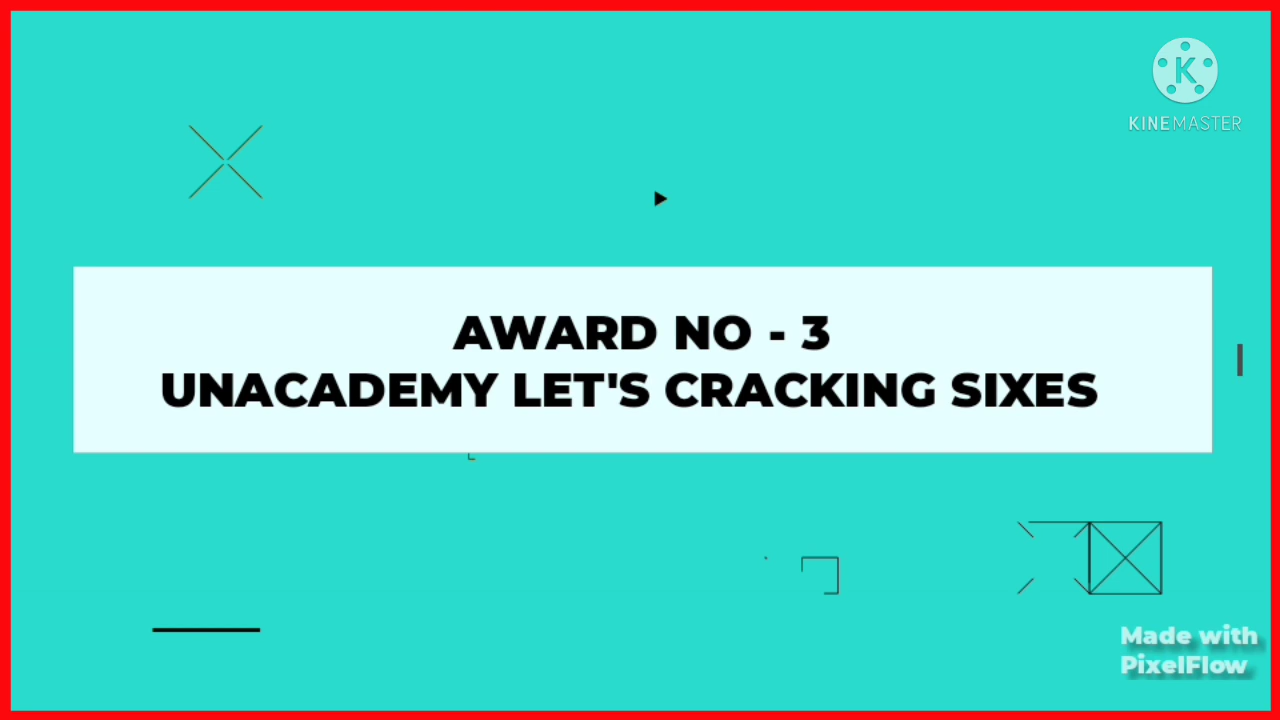 K
KINEMASTER
AWARD NO - 3
UNACADEMY LET'S CRACKING SIXES
Made with
PixelFlow